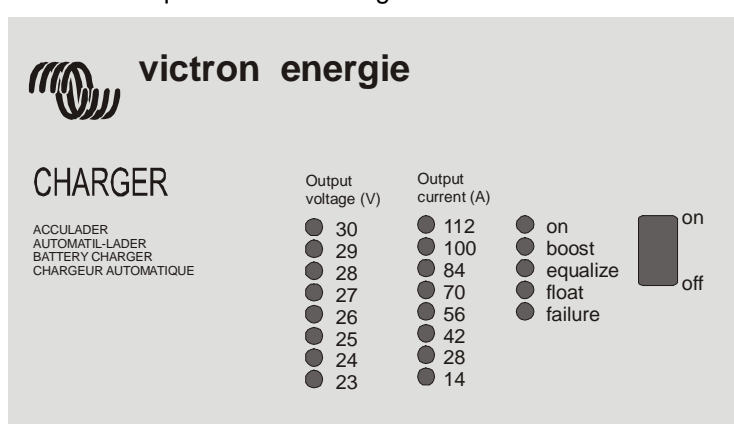 victron energie
CHARGER
ACCULADER
AUTOMATIL-LADER
BATTERY CHARGER
CHARGEUR AUTOMATIQUE
Output
voltage (V)
30
29
28
27
26
25
24
23
Output
current (A)
112
100
84
70
56
42
28
14
on
boost
equalize
float
failure
on
off